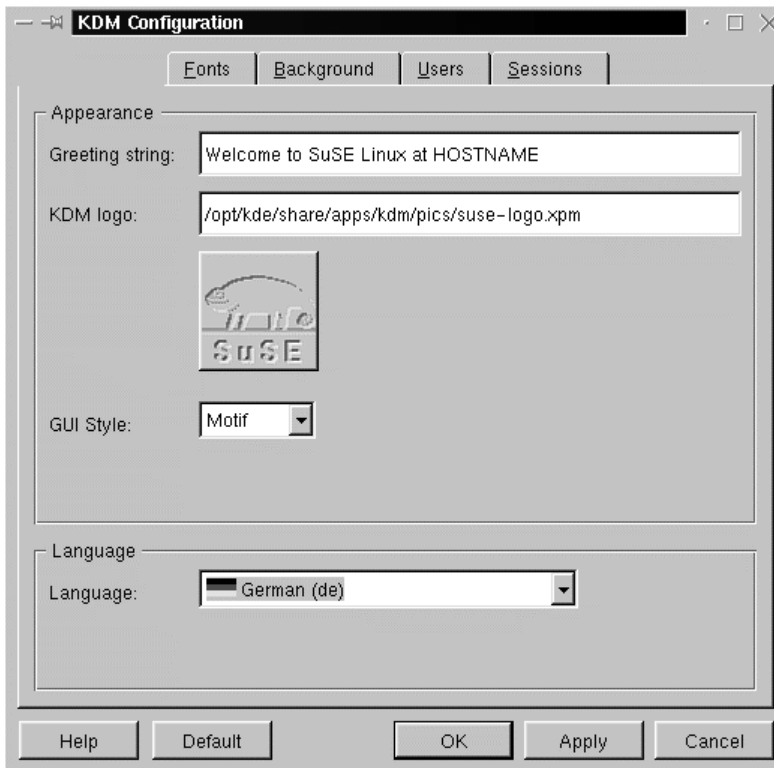 KDM Configuration
Fonts Background Users Sessions
Appearance
Greeting string: Welcome to SuSE Linux at HOSTNAME
KDM logo: /opt/kde/share/apps/kdm/pics/suse-logo.xpm
SuSE
GUI Style: Motif
Language
Language: German (de)
Help Default OK Apply Cancel